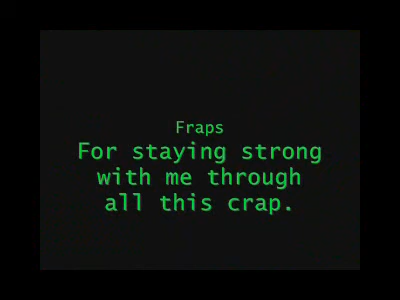 Fraps
For staying strong
with me through
all this crap.